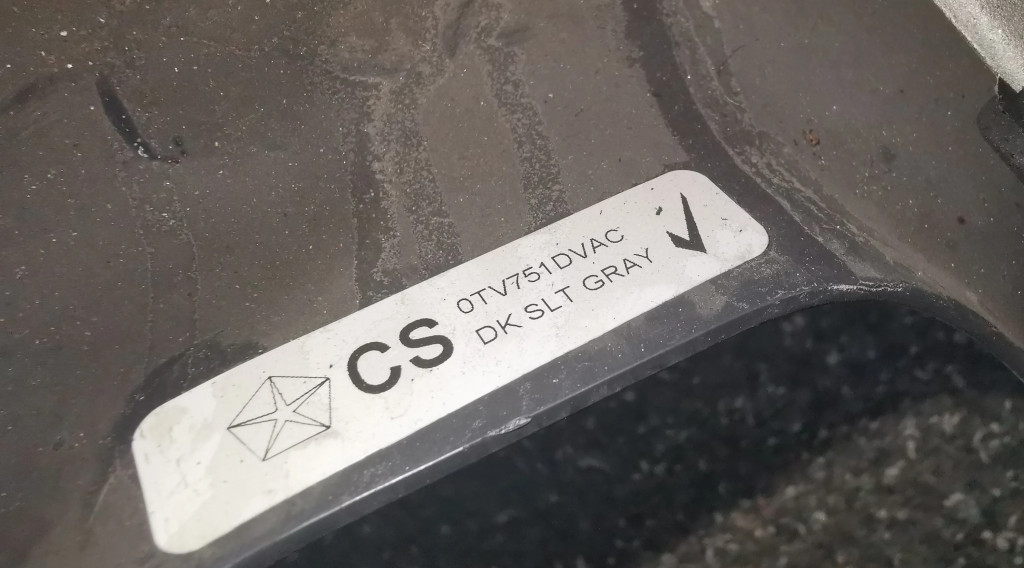 CS
0TV751DVAC
DK SLT GRAY